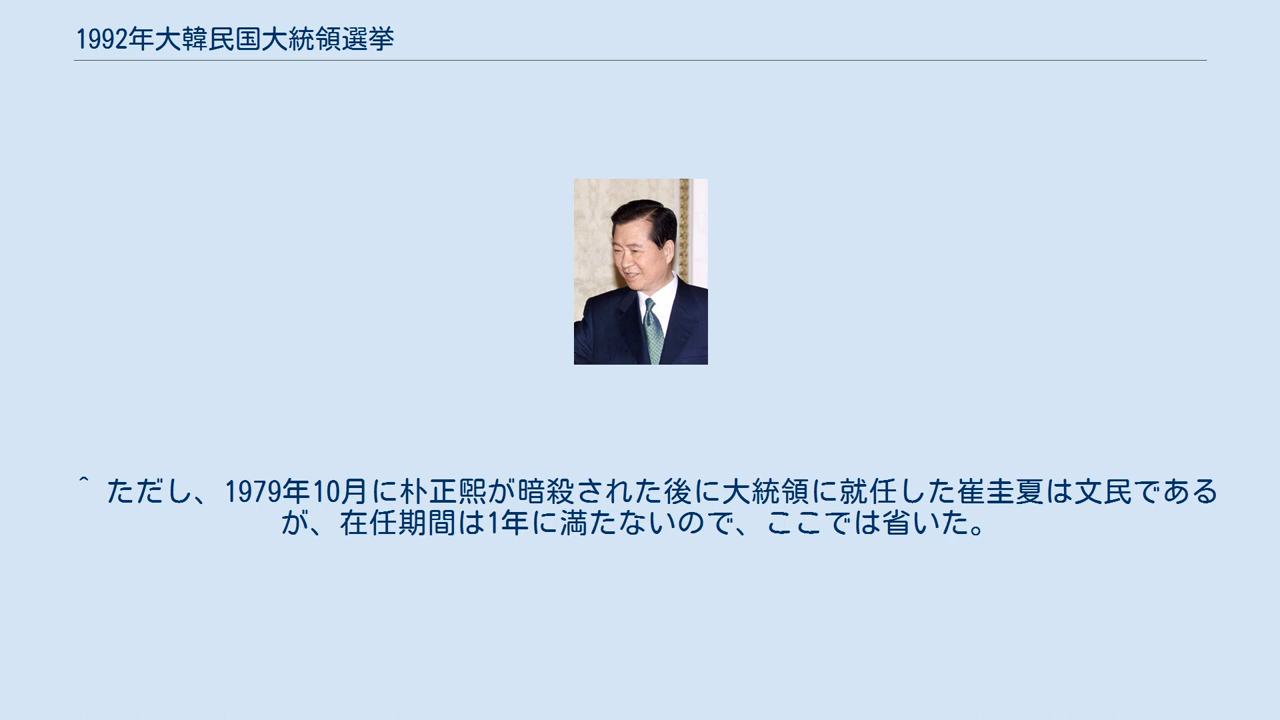 1992年大韓民国大統領選挙
^ ただし、1979年10月に朴正熙が暗殺された後に大統領に就任した崔圭夏は文民である
が、在任期間は1年に満たないので、ここでは省いた。